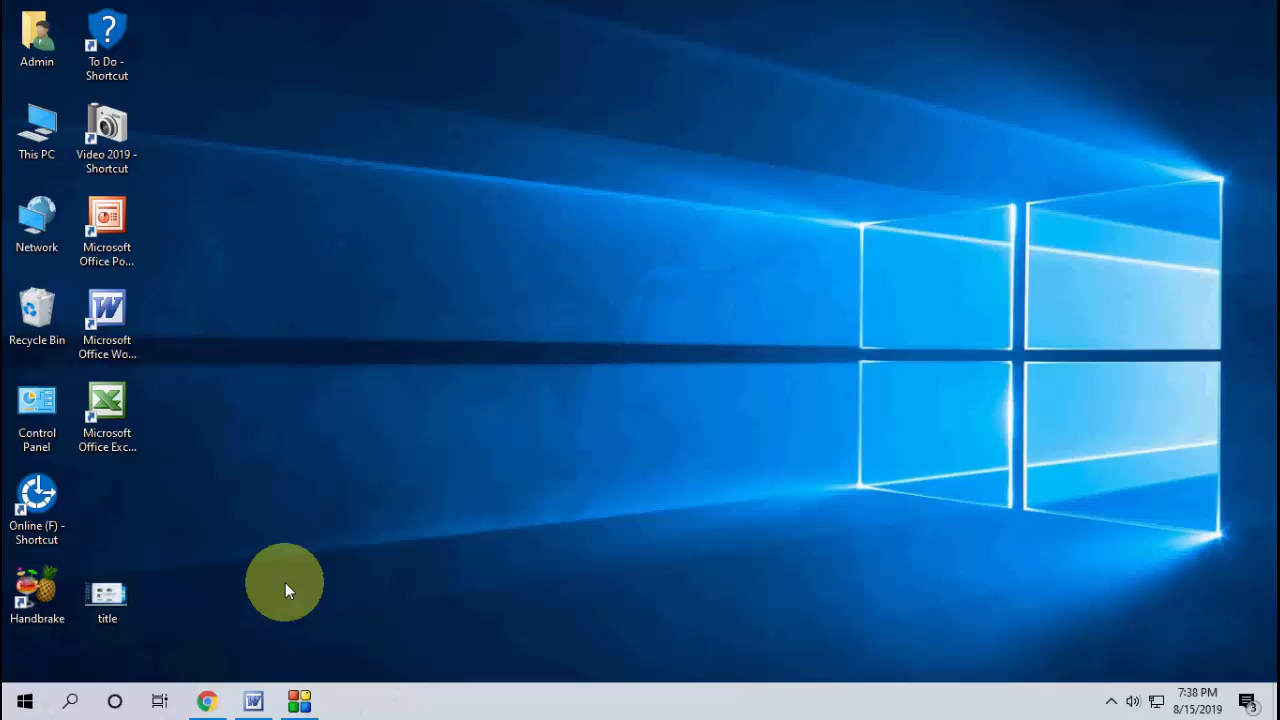 Admin
To Do -
Shortcut
This PC
Video 2019 -
Shortcut
Network
Microsoft
Office Po...
Recycle Bin
Microsoft
Office Wo...
Control
Panel
Microsoft
Office Exc...
Online (F) -
Shortcut
Handbrake
title
7:38 PM
8/15/2019
3